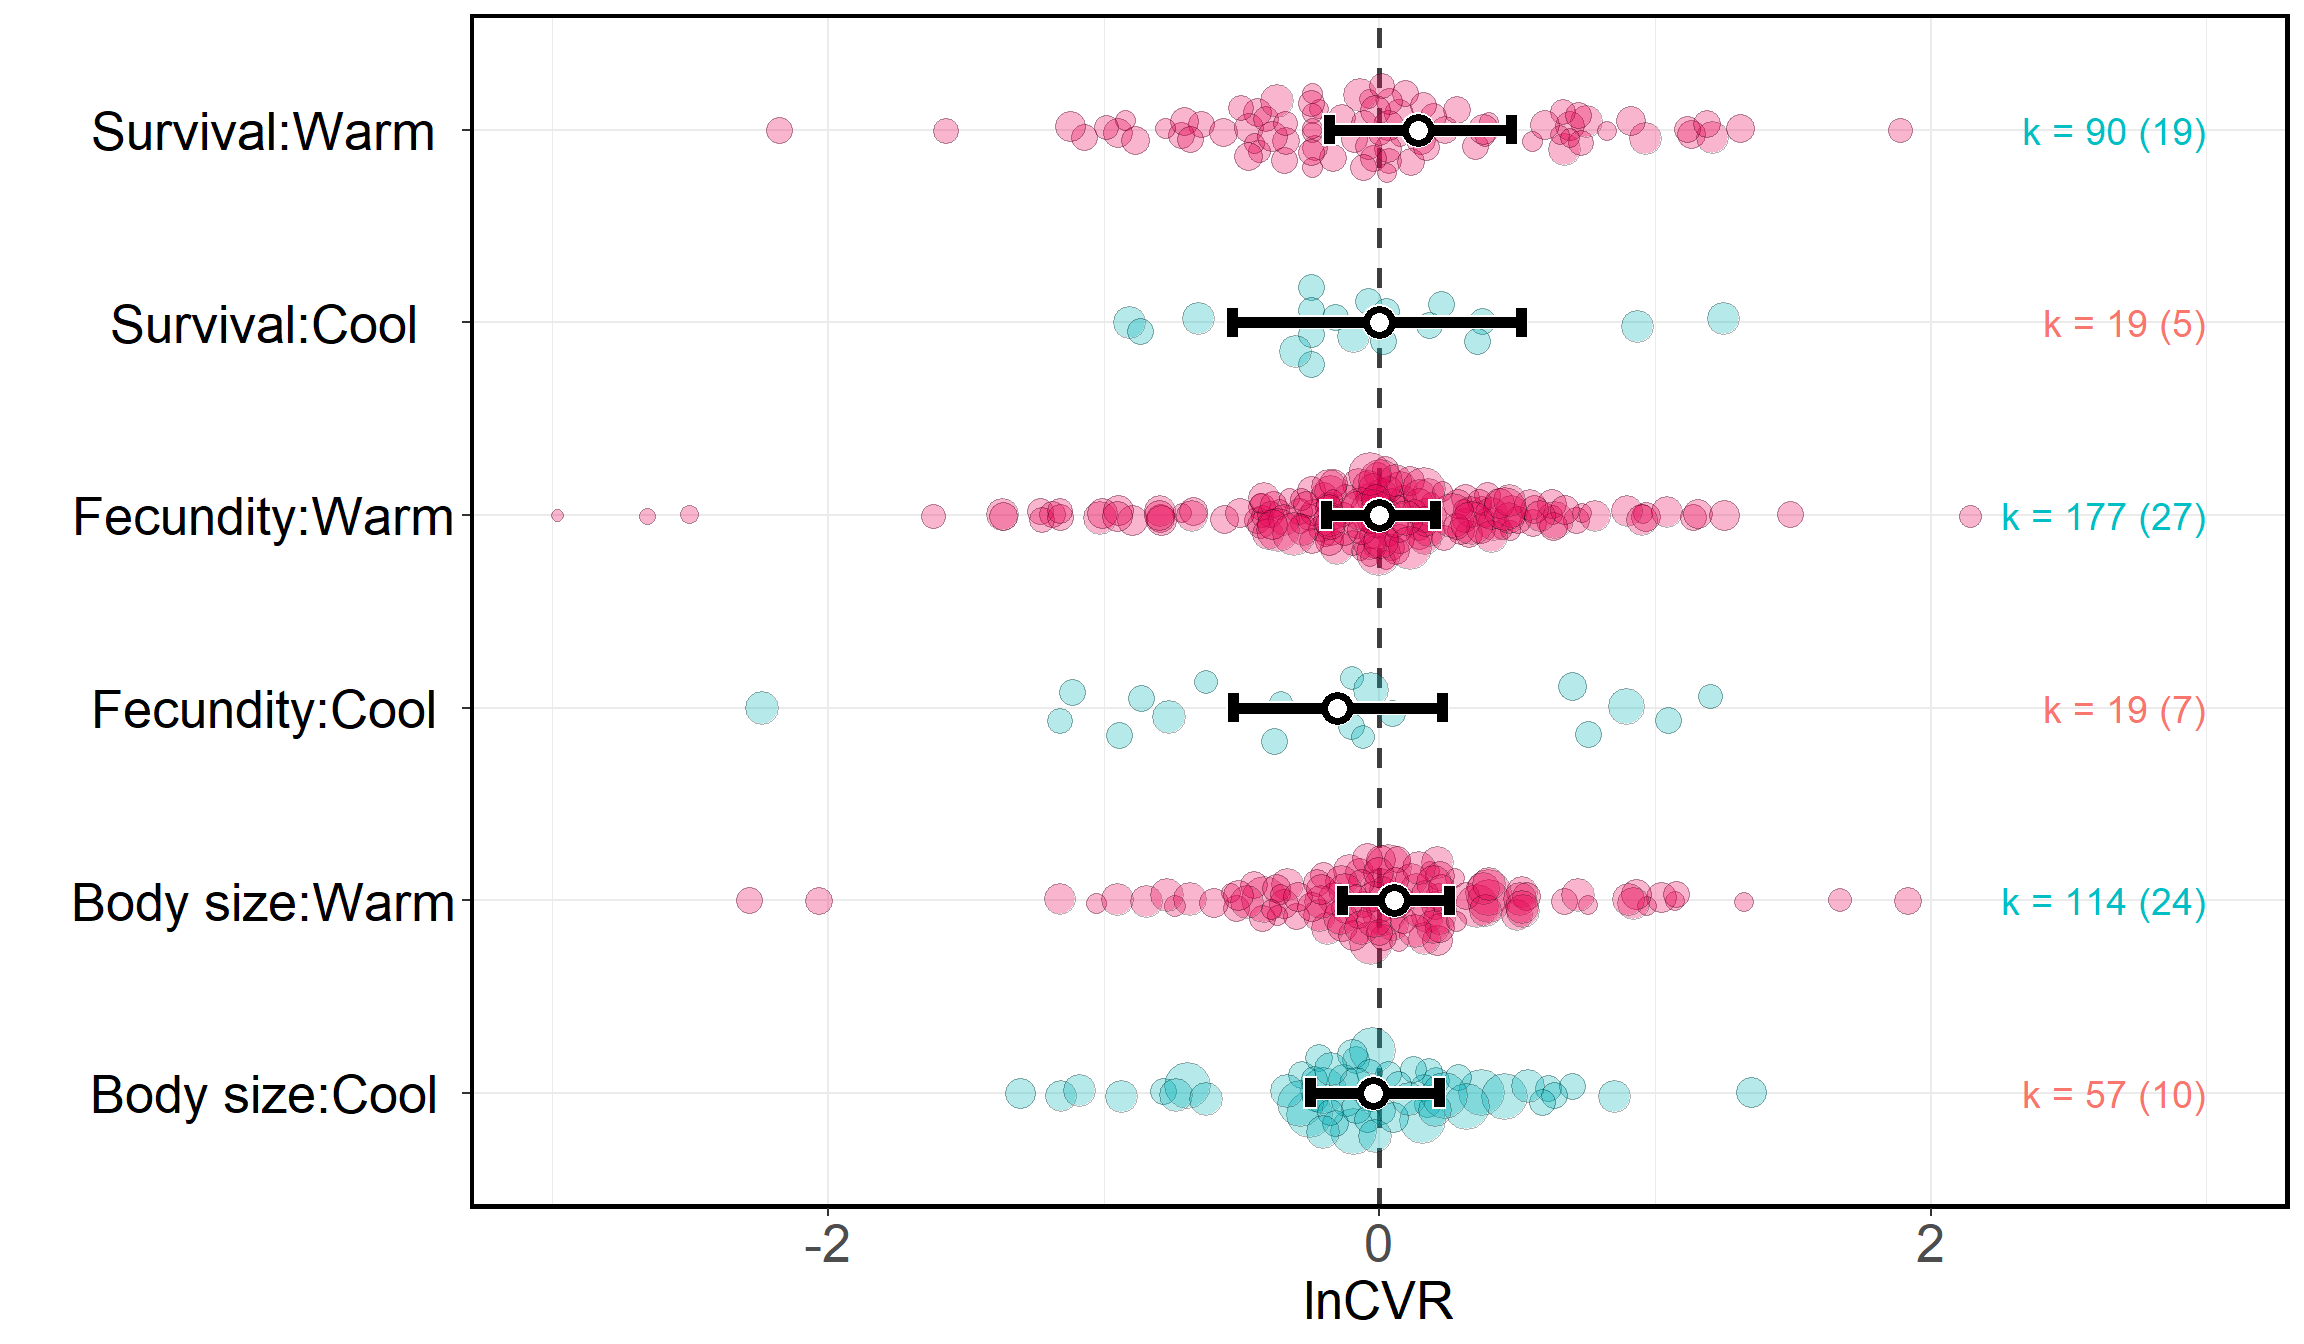 Survival:Warm k = 90 (19)
Survival:Cool k = 19 (5)
Fecundity:Warm k = 177 (27)
Fecundity:Cool k = 19 (7)
Body size:Warm k = 114 (24)
Body size:Cool k = 57 (10)
-2 0 2
lnCVR